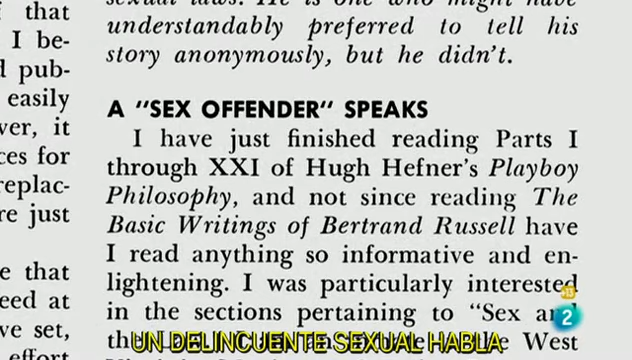 that
I be-
pub-
easily
ver, it
ces for
replac-
re just
e that
eed at
ve set,
effort
sexual laws. He is one who might have
understandably preferred to tell his
story anonymously, but he didn't.
A "SEX OFFENDER" SPEAKS
I have just finished reading Parts I
through XXI of Hugh Hefner's Playboy
Philosophy, and not since reading The
Basic Writings of Bertrand Russell have
I read anything so informative and en-
lightening. I was particularly interested
in the sections pertaining to "Sex and
West
UN DELINCUENTE SEXUAL HABLA
+13
2